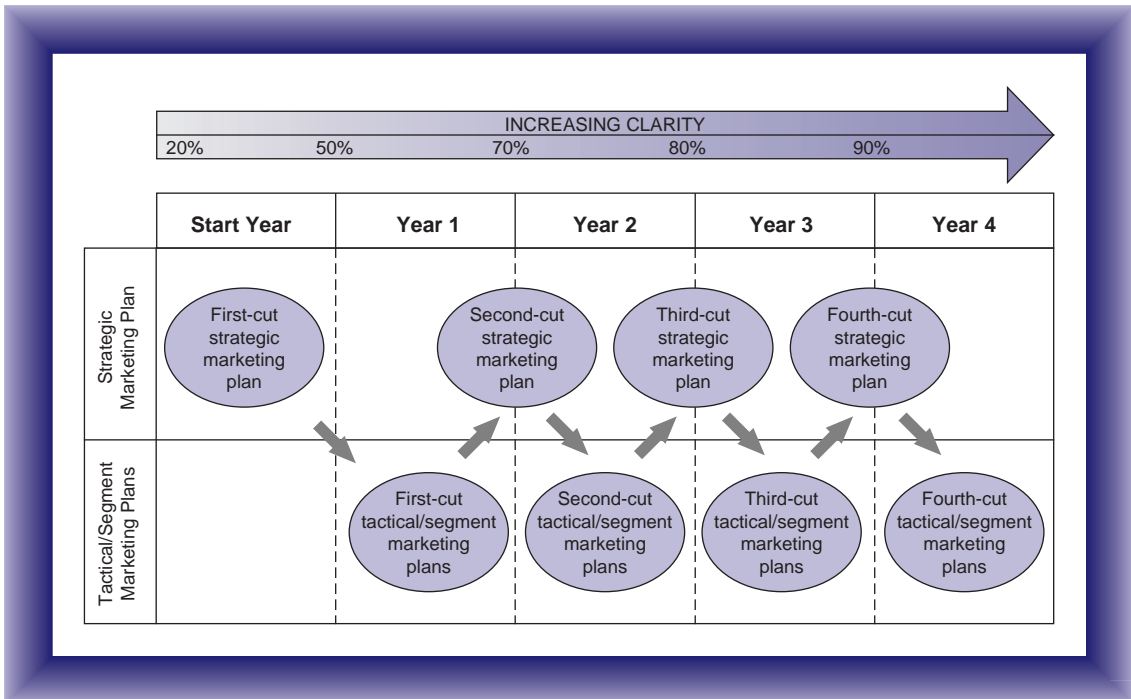 INCREASING CLARITY
20% 50% 70% 80% 90%
Start Year Year 1 Year 2 Year 3 Year 4
Strategic
Marketing Plan
First-cut
strategic
marketing
plan
Second-cut
strategic
marketing
plan
Third-cut
strategic
marketing
plan
Fourth-cut
strategic
marketing
plan
Tactical/Segment
Marketing Plans
First-cut
tactical/segment
marketing
plans
Second-cut
tactical/segment
marketing
plans
Third-cut
tactical/segment
marketing
plans
Fourth-cut
tactical/segment
marketing
plans